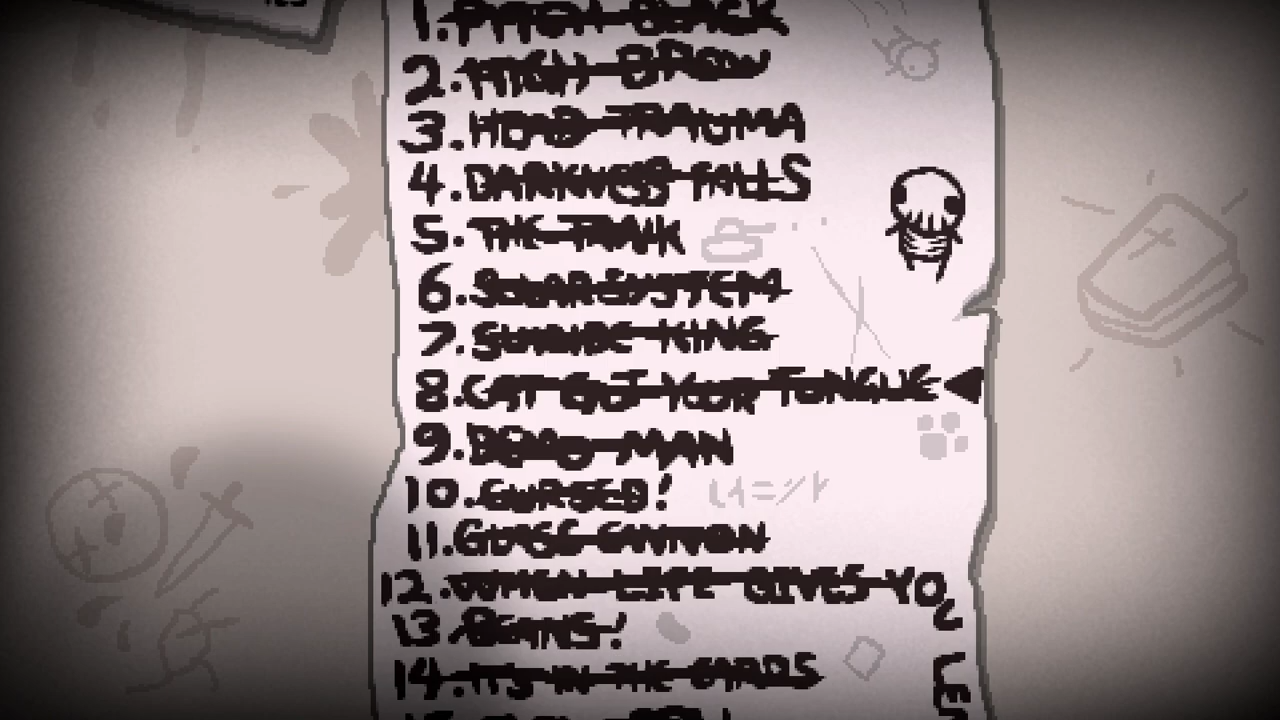 1. PITCH BLACK
2. HIGH BROW
3. HEAD TRAUMA
4. DARKNESS FALLS
5. THE TANK
6. SOLAR SYSTEM
7. SUICIDE KING
8. CAT GOT YOUR TONGUE
9. DEMO MAN
10. CURSED!
11. GLASS CANNON
12. WHEN LIFE GIVES YOU LEM
13 BEANS!
14. ITS IN THE CARDS
15.